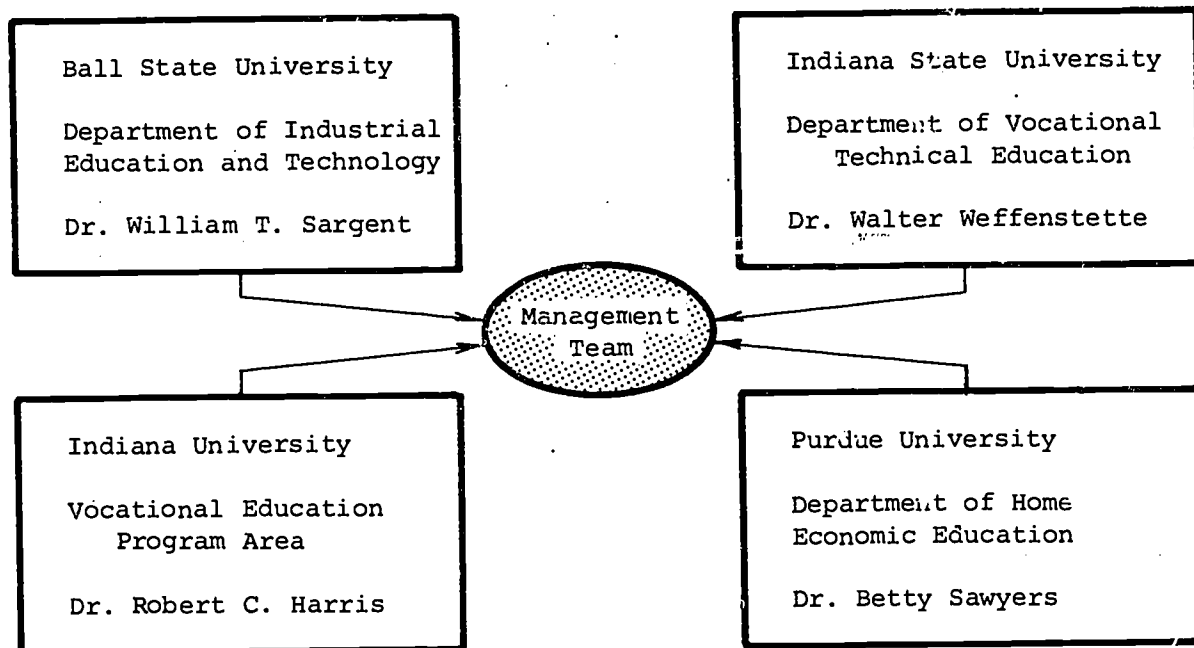 Ball State University
Department of Industrial
Education and Technology
Dr. William T. Sargent
Indiana State University
Department of Vocational
Technical Education
Dr. Walter Weffenstette
Management
Team
Indiana University
Vocational Education
Program Area
Dr. Robert C. Harris
Purdue University
Department of Home
Economic Education
Dr. Betty Sawyers